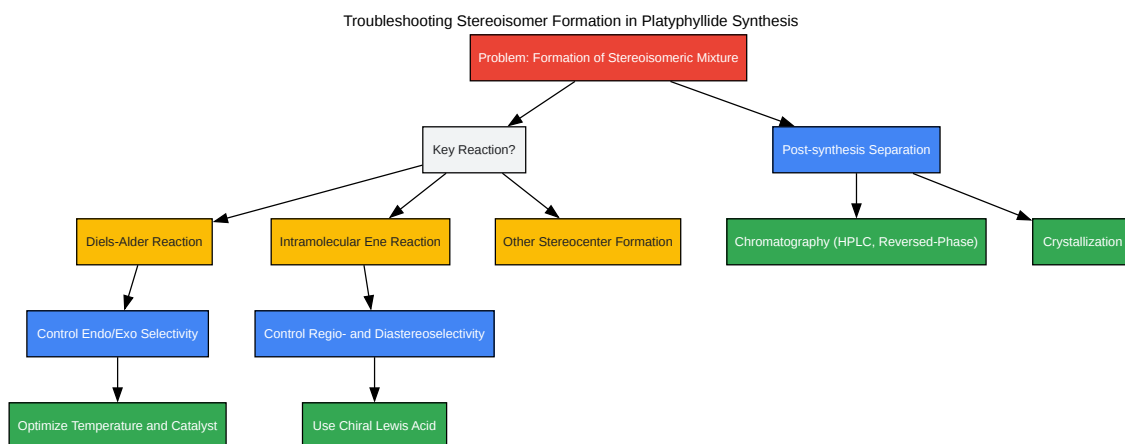 Troubleshooting Stereoisomer Formation in Platyphyllide Synthesis
Problem: Formation of Stereoisomeric Mixture
Key Reaction?
Post-synthesis Separation
Diels-Alder Reaction
Intramolecular Ene Reaction
Other Stereocenter Formation
Chromatography (HPLC, Reversed-Phase)
Crystallization
Control Endo/Exo Selectivity
Control Regio- and Diastereoselectivity
Optimize Temperature and Catalyst
Use Chiral Lewis Acid